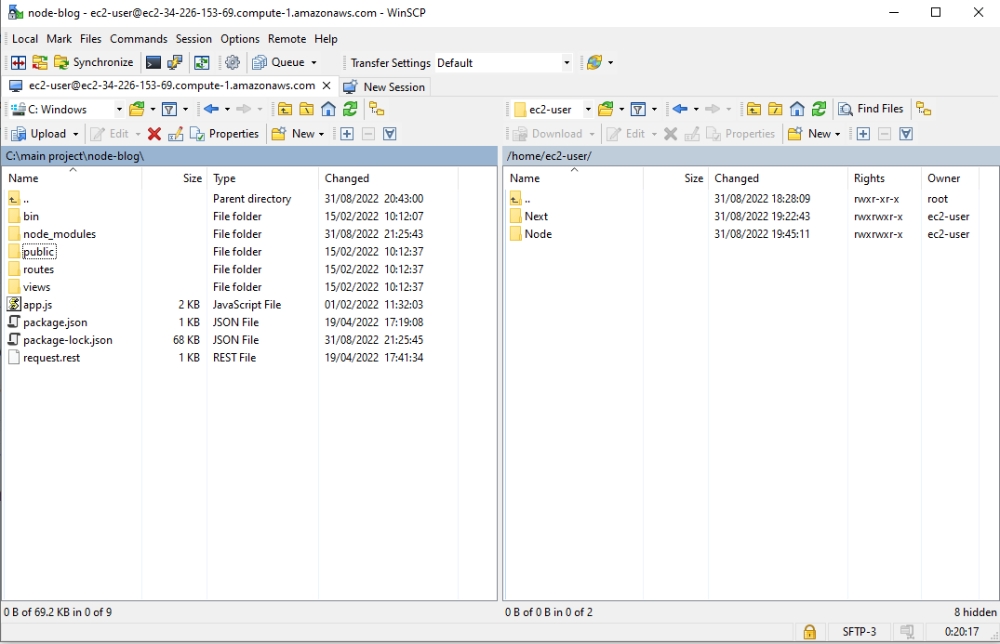 node-blog - ec2-user@ec2-34-226-153-69.compute-1.amazonaws.com - WinSCP
Local Mark Files Commands Session Options Remote Help
Synchronize Queue Transfer Settings Default
ec2-user@ec2-34-226-153-69.compute-1.amazonaws.com New Session
C: Windows ec2-user Find Files
Upload Edit Properties New Download Edit Properties New
C:\main project\node-blog\ /home/ec2-user/
Name Size Type Changed Name Size Changed Rights Owner
.. Parent directory 31/08/2022 20:43:00 .. 31/08/2022 18:28:09 rwxr-xr-x root
bin File folder 15/02/2022 10:12:07 Next 31/08/2022 19:22:43 rwxrwxr-x ec2-user
node_modules File folder 31/08/2022 21:25:43 Node 31/08/2022 19:45:11 rwxrwxr-x ec2-user
public File folder 15/02/2022 10:12:37
routes File folder 15/02/2022 10:12:37
views File folder 15/02/2022 10:12:37
app.js 2 KB JavaScript File 01/02/2022 11:32:03
package.json 1 KB JSON File 19/04/2022 17:19:08
package-lock.json 68 KB JSON File 31/08/2022 21:25:45
request.rest 1 KB REST File 19/04/2022 17:41:34
0 B of 69.2 KB in 0 of 9 0 B of 0 B in 0 of 2 8 hidden
SFTP-3 0:20:17